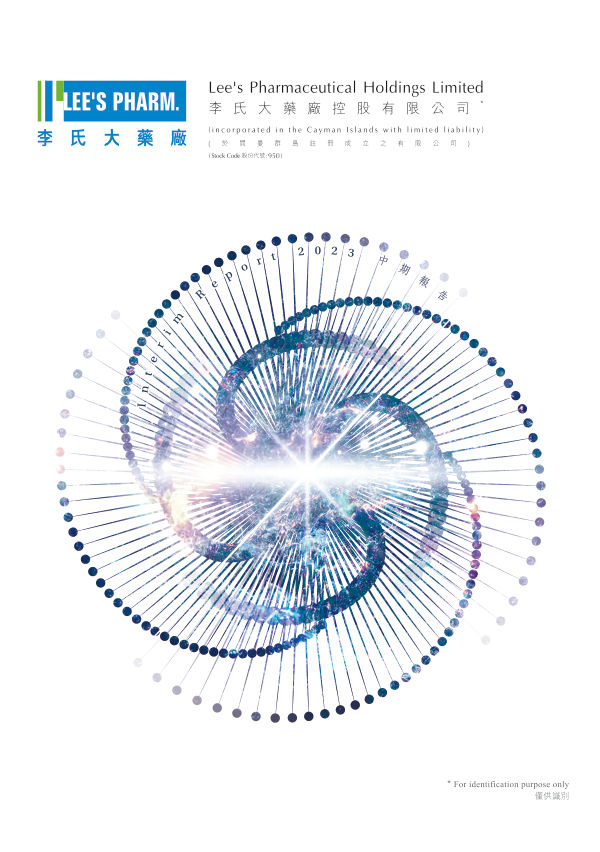 LEE'S PHARM.
李氏大藥廠
Lee's Pharmaceutical Holdings Limited
李氏大藥廠控股有限公司*
(incorporated in the Cayman Islands with limited liability)
(於開曼群島註冊成立之有限公司)
(Stock Code 股份代號:950)
Interim Report 2023 中期報告
* For identification purpose only
僅供識別